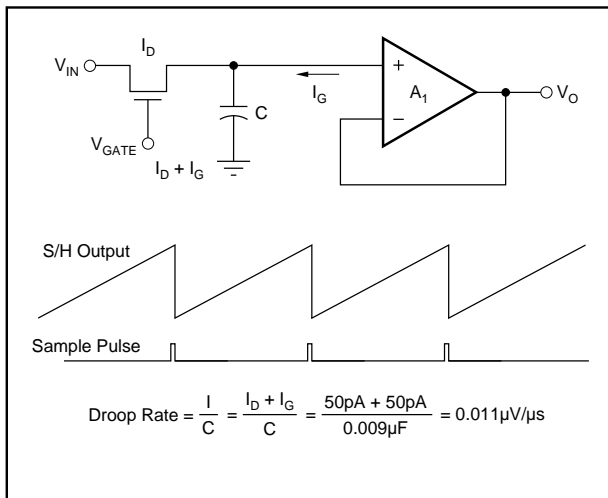 I_D
V_IN
+
A₁
−
V_O
I_G
C
V_GATE
I_D + I_G
S/H Output
Sample Pulse
Droop Rate = I/C = (I_D + I_G)/C = (50pA + 50pA)/0.009µF = 0.011µV/µs